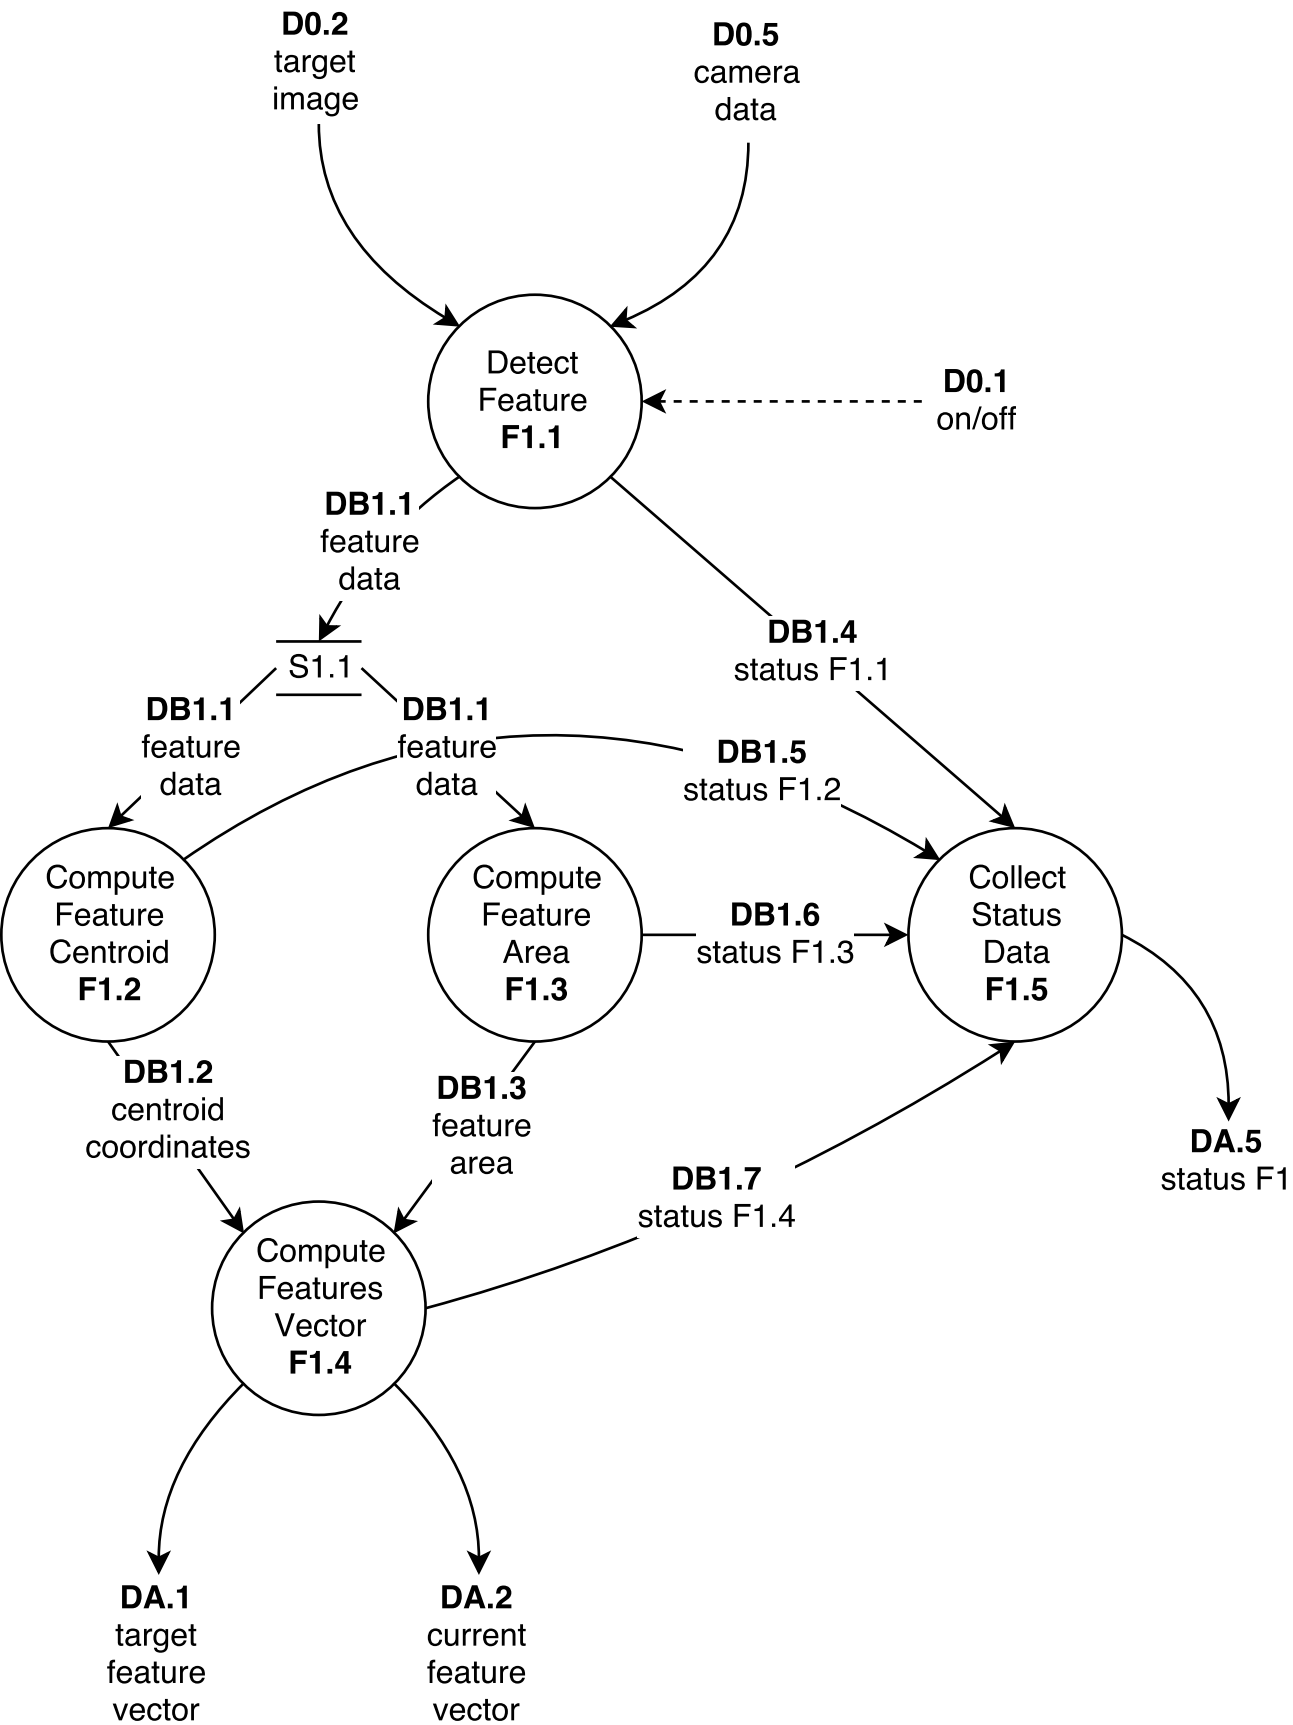 D0.2
target
image
D0.5
camera
data
Detect
Feature
F1.1
D0.1
on/off
DB1.1
feature
data
DB1.4
status F1.1
S1.1
DB1.1
feature
data
DB1.1
feature
data
DB1.5
status F1.2
Compute
Feature
Centroid
F1.2
Compute
Feature
Area
F1.3
DB1.6
status F1.3
Collect
Status
Data
F1.5
DB1.2
centroid
coordinates
DB1.3
feature
area
DB1.7
status F1.4
DA.5
status F1
Compute
Features
Vector
F1.4
DA.1
target
feature
vector
DA.2
current
feature
vector